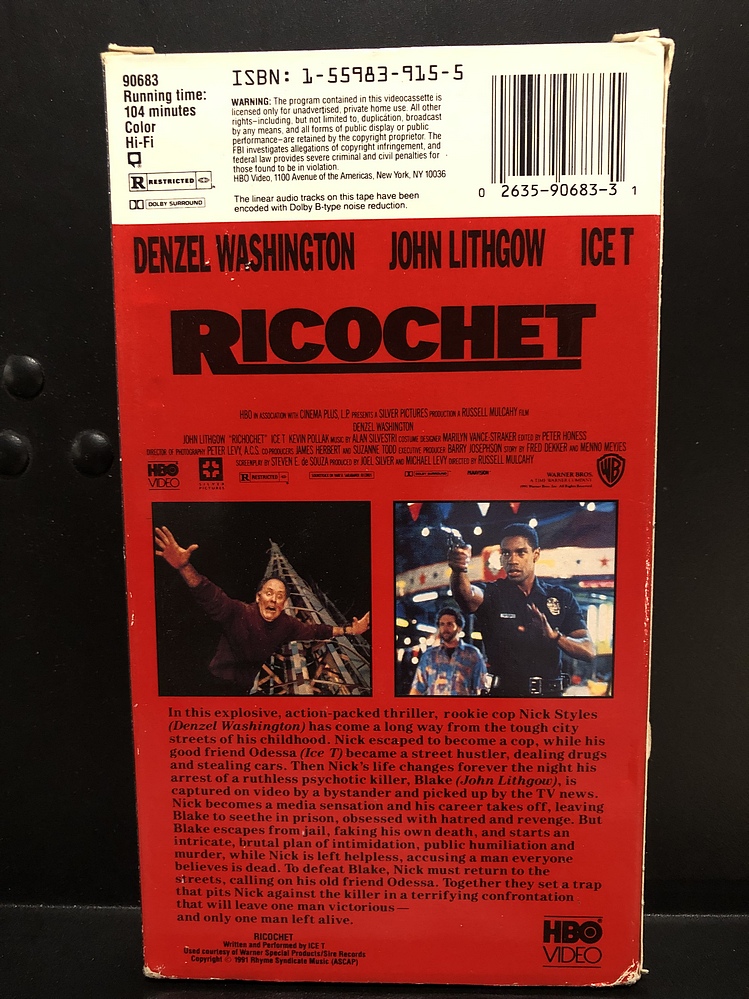 90683
Running time:
104 minutes
Color
Hi-Fi
R RESTRICTED
DOLBY SURROUND
ISBN: 1-55983-915-5
WARNING: The program contained in this videocassette is
licensed only for unadvertised, private home use. All other
rights–including, but not limited to, duplication, broadcast
by any means, and all forms of public display or public
performance–are retained by the copyright proprietor. The
FBI investigates allegations of copyright infringement, and
federal law provides severe criminal and civil penalties for
those found to be in violation.
HBO Video, 1100 Avenue of the Americas, New York, NY 10036
The linear audio tracks on this tape have been
encoded with Dolby B-type noise reduction.
0 2635-90683-3 1
DENZEL WASHINGTON JOHN LITHGOW ICE T
RICOCHET
HBO IN ASSOCIATION WITH CINEMA PLUS, L.P. PRESENTS A SILVER PICTURES PRODUCTION A RUSSELL MULCAHY FILM
DENZEL WASHINGTON
JOHN LITHGOW "RICHOCHET" ICE T KEVIN POLLAK MUSIC BY ALAN SILVESTRI COSTUME DESIGNER MARILYN VANCE-STRAKER EDITED BY PETER HONESS
DIRECTOR OF PHOTOGRAPHY PETER LEVY, A.C.S. CO-PRODUCERS JAMES HERBERT AND SUZANNE TODD EXECUTIVE PRODUCER BARRY JOSEPHSON STORY BY FRED DEKKER AND MENNO MEYJES
SCREENPLAY BY STEVEN E. de SOUZA PRODUCED BY JOEL SILVER AND MICHAEL LEVY DIRECTED BY RUSSELL MULCAHY
HBO VIDEO
SILVER PICTURES
R RESTRICTED
WARNER BROS.
A TIME WARNER COMPANY
WB
In this explosive, action-packed thriller, rookie cop Nick Styles
(Denzel Washington) has come a long way from the tough city
streets of his childhood. Nick escaped to become a cop, while his
good friend Odessa (Ice T) became a street hustler, dealing drugs
and stealing cars. Then Nick's life changes forever the night his
arrest of a ruthless psychotic killer, Blake (John Lithgow), is
captured on video by a bystander and picked up by the TV news.
Nick becomes a media sensation and his career takes off, leaving
Blake to seethe in prison, obsessed with hatred and revenge. But
Blake escapes from jail, faking his own death, and starts an
intricate, brutal plan of intimidation, public humiliation and
murder, while Nick is left helpless, accusing a man everyone
believes is dead. To defeat Blake, Nick must return to the
streets, calling on his old friend Odessa. Together they set a trap
that pits Nick against the killer in a terrifying confrontation
that will leave one man victorious—
and only one man left alive.
RICOCHET
Written and Performed by ICE T
Used courtesy of Warner Special Products/Sire Records
Copyright © 1991 Rhyme Syndicate Music (ASCAP)
HBO
VIDEO